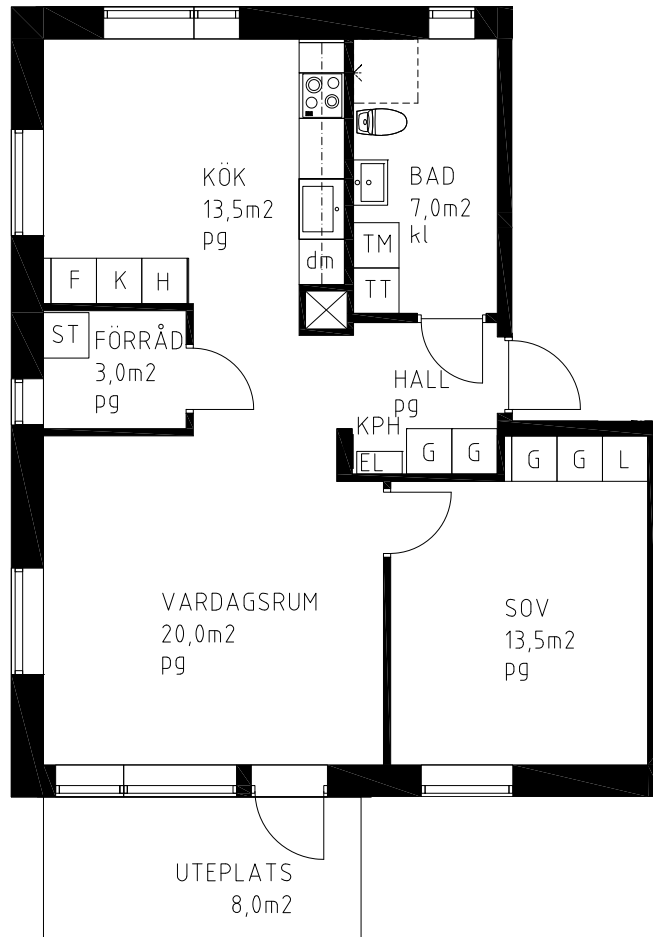 KÖK
13,5m2
pg
BAD
7,0m2
kl
TM
TT
dm
F K H
ST
FÖRRÅD
3,0m2
pg
HALL
pg
KPH
EL
G G
G G L
VARDAGSRUM
20,0m2
pg
SOV
13,5m2
pg
UTEPLATS
8,0m2